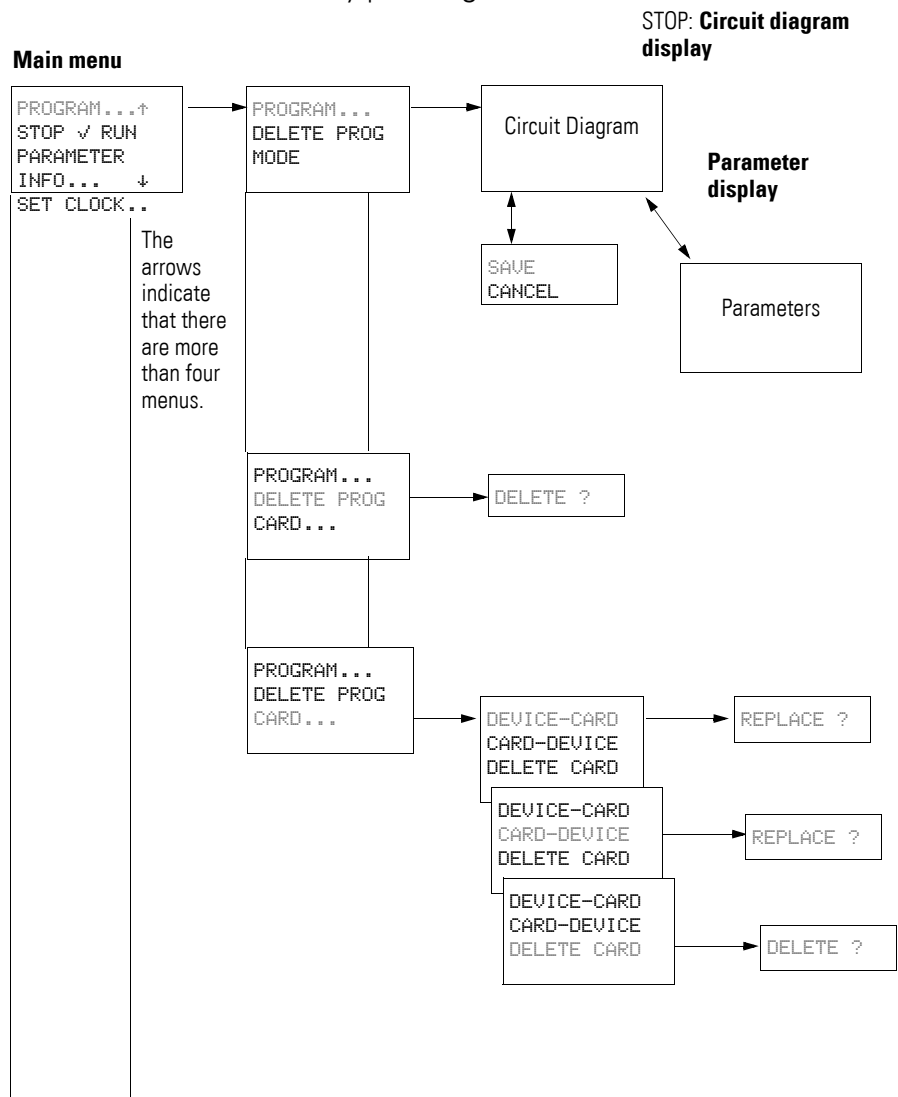 STOP: Circuit diagram
display
Main menu
PROGRAM...↑
STOP √ RUN
PARAMETER
INFO... ↓
SET CLOCK..
The
arrows
indicate
that there
are more
than four
menus.
PROGRAM...
DELETE PROG
MODE
Circuit Diagram
SAVE
CANCEL
Parameter
display
Parameters
PROGRAM...
DELETE PROG
CARD...
DELETE ?
PROGRAM...
DELETE PROG
CARD...
DEVICE-CARD
CARD-DEVICE
DELETE CARD
REPLACE ?
DEVICE-CARD
CARD-DEVICE
DELETE CARD
REPLACE ?
DEVICE-CARD
CARD-DEVICE
DELETE CARD
DELETE ?